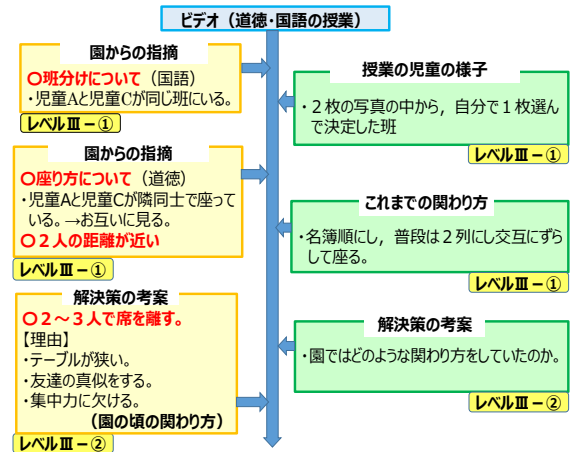 ビデオ（道徳・国語の授業）
園からの指摘
〇班分けについて（国語）
・児童Aと児童Cが同じ班にいる。
レベルⅢ－①
授業の児童の様子
・２枚の写真の中から，自分で１枚選ん
で決定した班
レベルⅢ－①
園からの指摘
〇座り方について（道徳）
・児童Aと児童Cが隣同士で座って
いる。→お互いに見る。
〇２人の距離が近い
レベルⅢ－①
これまでの関わり方
・名簿順にし，普段は２列にし交互にずら
して座る。
レベルⅢ－①
解決策の考案
〇２～３人で席を離す。
【理由】
・テーブルが狭い。
・友達の真似をする。
・集中力に欠ける。
（園の頃の関わり方）
レベルⅢ－②
解決策の考案
・園ではどのような関わり方をしていたのか。
レベルⅢ－②